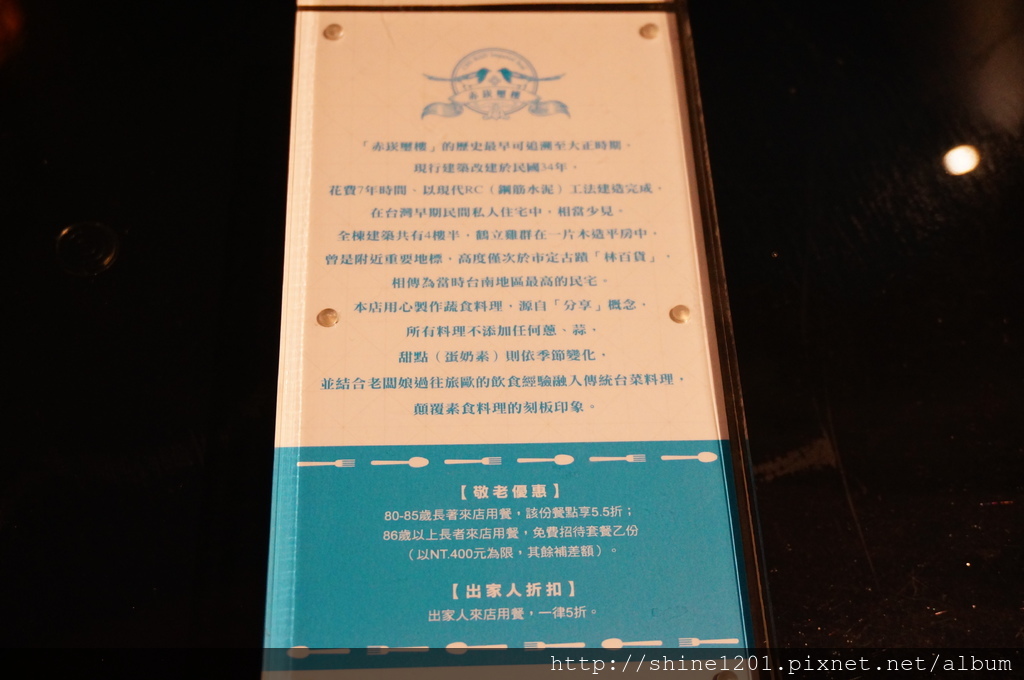 赤崁璽樓
「赤崁璽樓」的歷史最早可追溯至大正時期。
現行建築改建於民國34年，
花費7年時間、以現代RC（鋼筋水泥）工法建造完成，
在台灣早期民間私人住宅中，相當少見。
全棟建築共有4樓半，鶴立雞群在一片木造平房中，
曾是附近重要地標，高度僅次於市定古蹟「林百貨」，
相傳為當時台南地區最高的民宅。
本店用心製作蔬食料理，源自「分享」概念，
所有料理不添加任何蔥、蒜、
甜點（蛋奶素）則依季節變化，
並結合老闆娘過往旅歐的飲食經驗融入傳統台菜料理，
顛覆素食料理的刻板印象。
【敬老優惠】
80-85歲長著來店用餐，該份餐點享5.5折；
86歲以上長者來店用餐，免費招待套餐乙份
（以NT.400元為限，其餘補差額）。
【出家人折扣】
出家人來店用餐，一律5折。
http://shine1201.pixnet.net/album